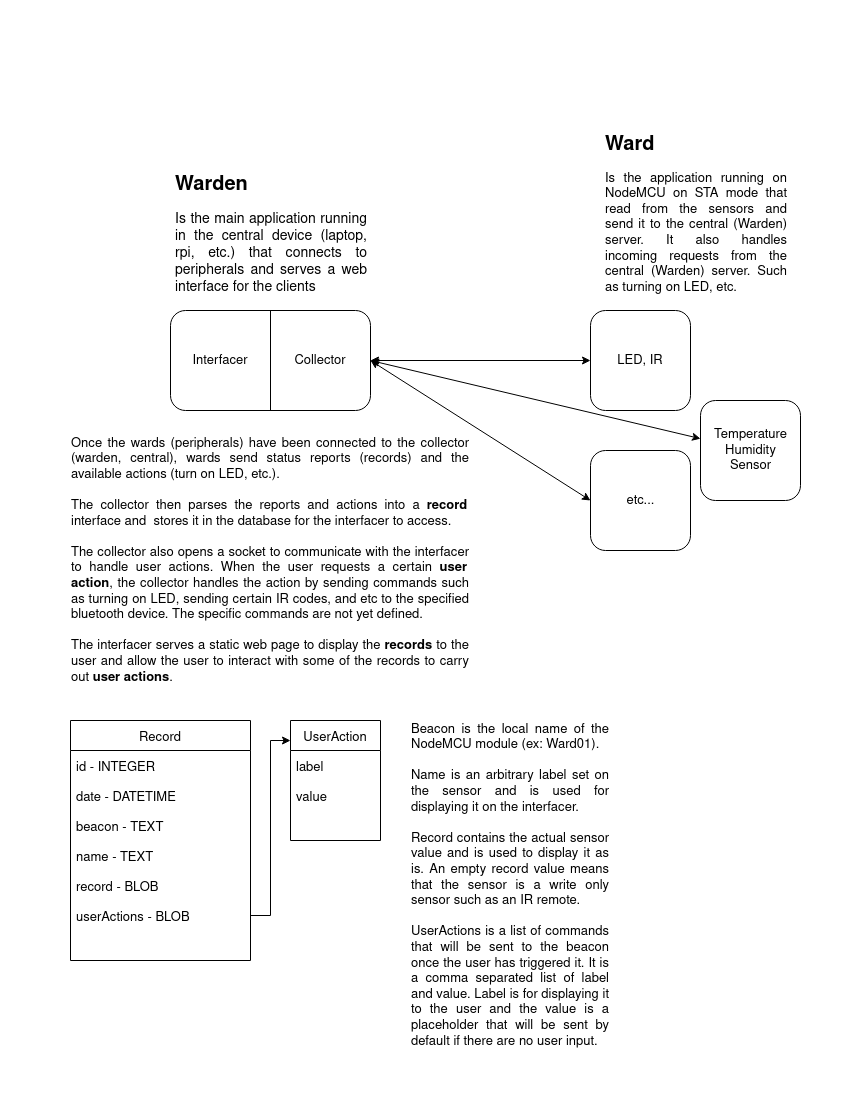 Ward
Is the application running on
NodeMCU on STA mode that
read from the sensors and
send it to the central (Warden)
server. It also handles
incoming requests from the
central (Warden) server. Such
as turning on LED, etc.
Warden
Is the main application running
in the central device (laptop,
rpi, etc.) that connects to
peripherals and serves a web
interface for the clients
Interfacer
Collector
LED, IR
Temperature
Humidity
Sensor
etc...
Once the wards (peripherals) have been connected to the collector
(warden, central), wards send status reports (records) and the
available actions (turn on LED, etc.).
The collector then parses the reports and actions into a record
interface and stores it in the database for the interfacer to access.
The collector also opens a socket to communicate with the interfacer
to handle user actions. When the user requests a certain user
action, the collector handles the action by sending commands such
as turning on LED, sending certain IR codes, and etc to the specified
bluetooth device. The specific commands are not yet defined.
The interfacer serves a static web page to display the records to the
user and allow the user to interact with some of the records to carry
out user actions.
Record
id - INTEGER
date - DATETIME
beacon - TEXT
name - TEXT
record - BLOB
userActions - BLOB
UserAction
label
value
Beacon is the local name of the
NodeMCU module (ex: Ward01).
Name is an arbitrary label set on
the sensor and is used for
displaying it on the interfacer.
Record contains the actual sensor
value and is used to display it as
is. An empty record value means
that the sensor is a write only
sensor such as an IR remote.
UserActions is a list of commands
that will be sent to the beacon
once the user has triggered it. It is
a comma separated list of label
and value. Label is for displaying it
to the user and the value is a
placeholder that will be sent by
default if there are no user input.